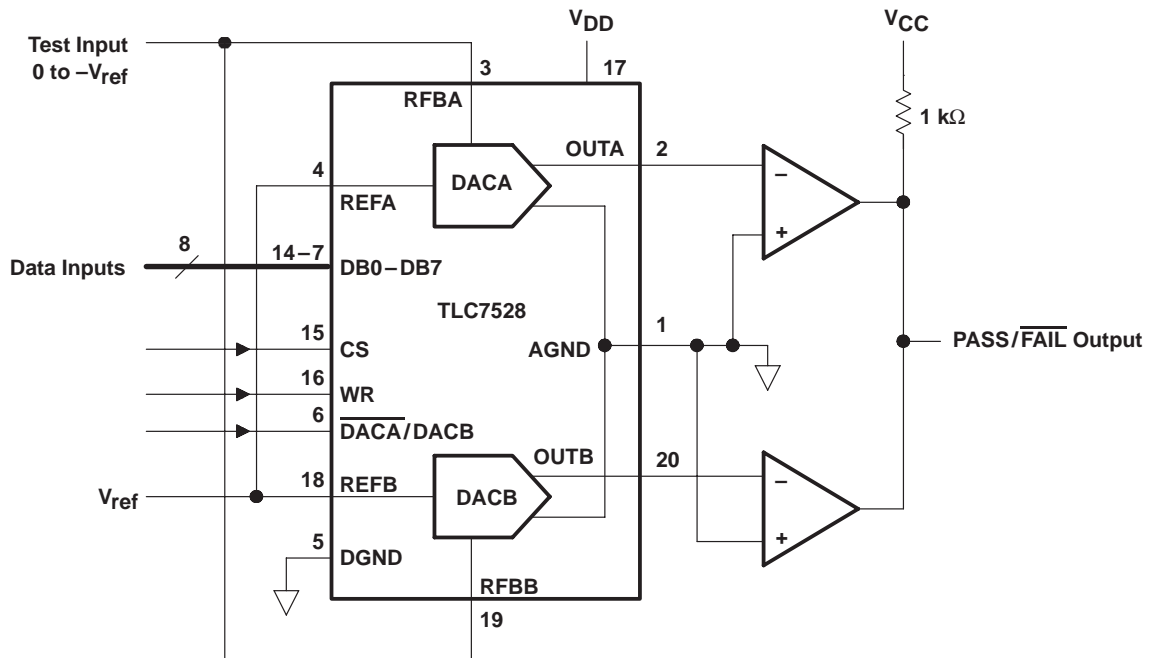 Test Input
0 to –Vref
VDD
VCC
3
17
RFBA
1 kΩ
OUTA
2
4
DACA
–
REFA
+
8
14–7
Data Inputs
DB0–DB7
TLC7528
15
1
CS
AGND
PASS/FAIL Output
16
WR
6
DACA/DACB
OUTB
20
18
REFB
Vref
DACB
–
5
+
DGND
RFBB
19